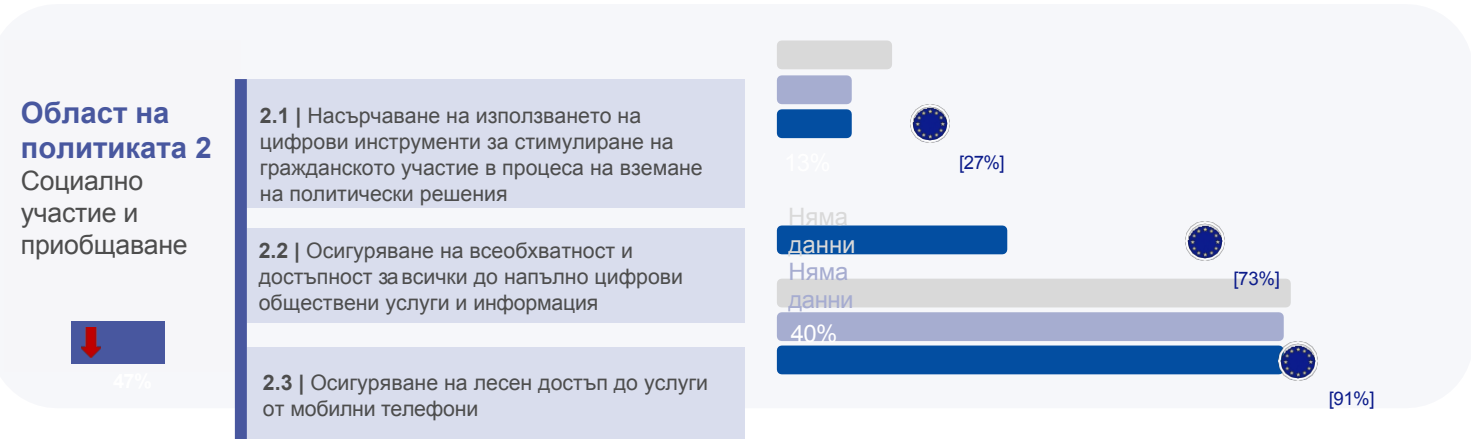 Област на
политиката 2
Социално
участие и
приобщаване
47%
2.1 | Насърчаване на използването на
цифрови инструменти за стимулиране на
гражданското участие в процеса на вземане
на политически решения
2.2 | Осигуряване на всеобхватност и
достъпност за всички до напълно цифрови
обществени услуги и информация
2.3 | Осигуряване на лесен достъп до услуги
от мобилни телефони
13%
[27%]
Няма
данни
Няма
данни
40%
[73%]
[91%]